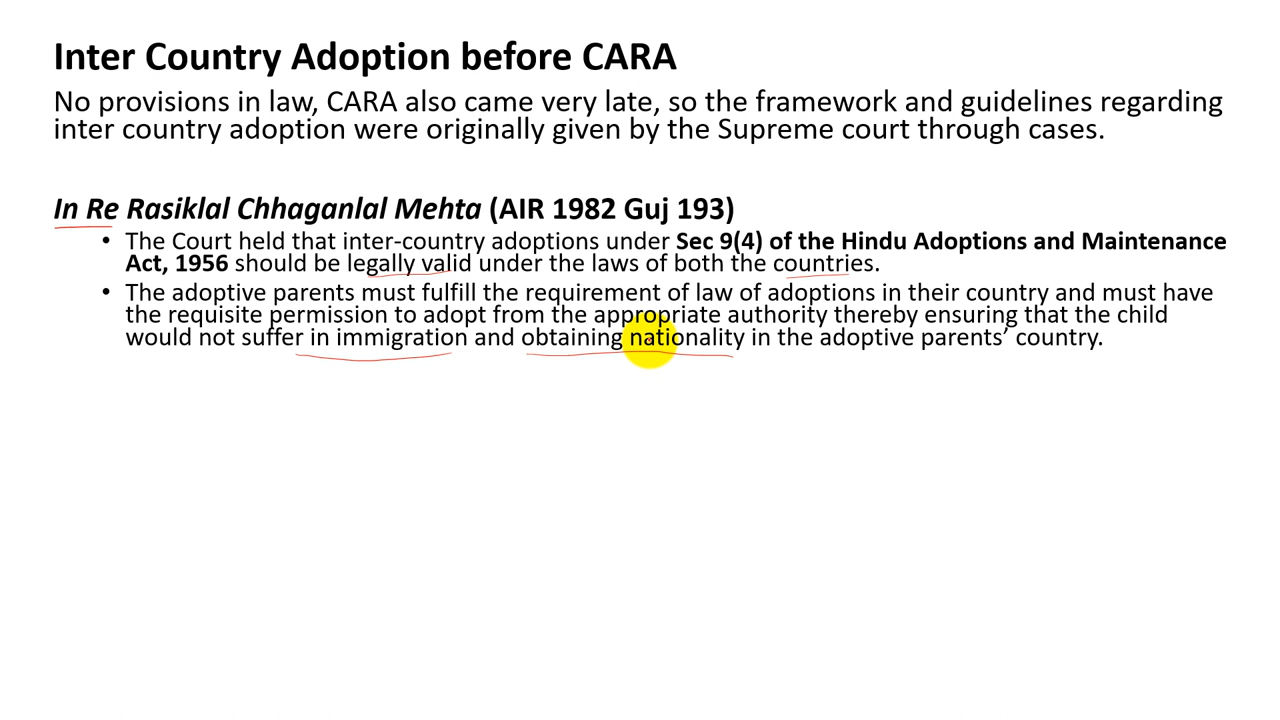 Inter Country Adoption before CARA
No provisions in law, CARA also came very late, so the framework and guidelines regarding
inter country adoption were originally given by the Supreme court through cases.
In Re Rasiklal Chhaganlal Mehta (AIR 1982 Guj 193)
• The Court held that inter-country adoptions under Sec 9(4) of the Hindu Adoptions and Maintenance
Act, 1956 should be legally valid under the laws of both the countries.
• The adoptive parents must fulfill the requirement of law of adoptions in their country and must have
the requisite permission to adopt from the appropriate authority thereby ensuring that the child
would not suffer in immigration and obtaining nationality in the adoptive parents’ country.